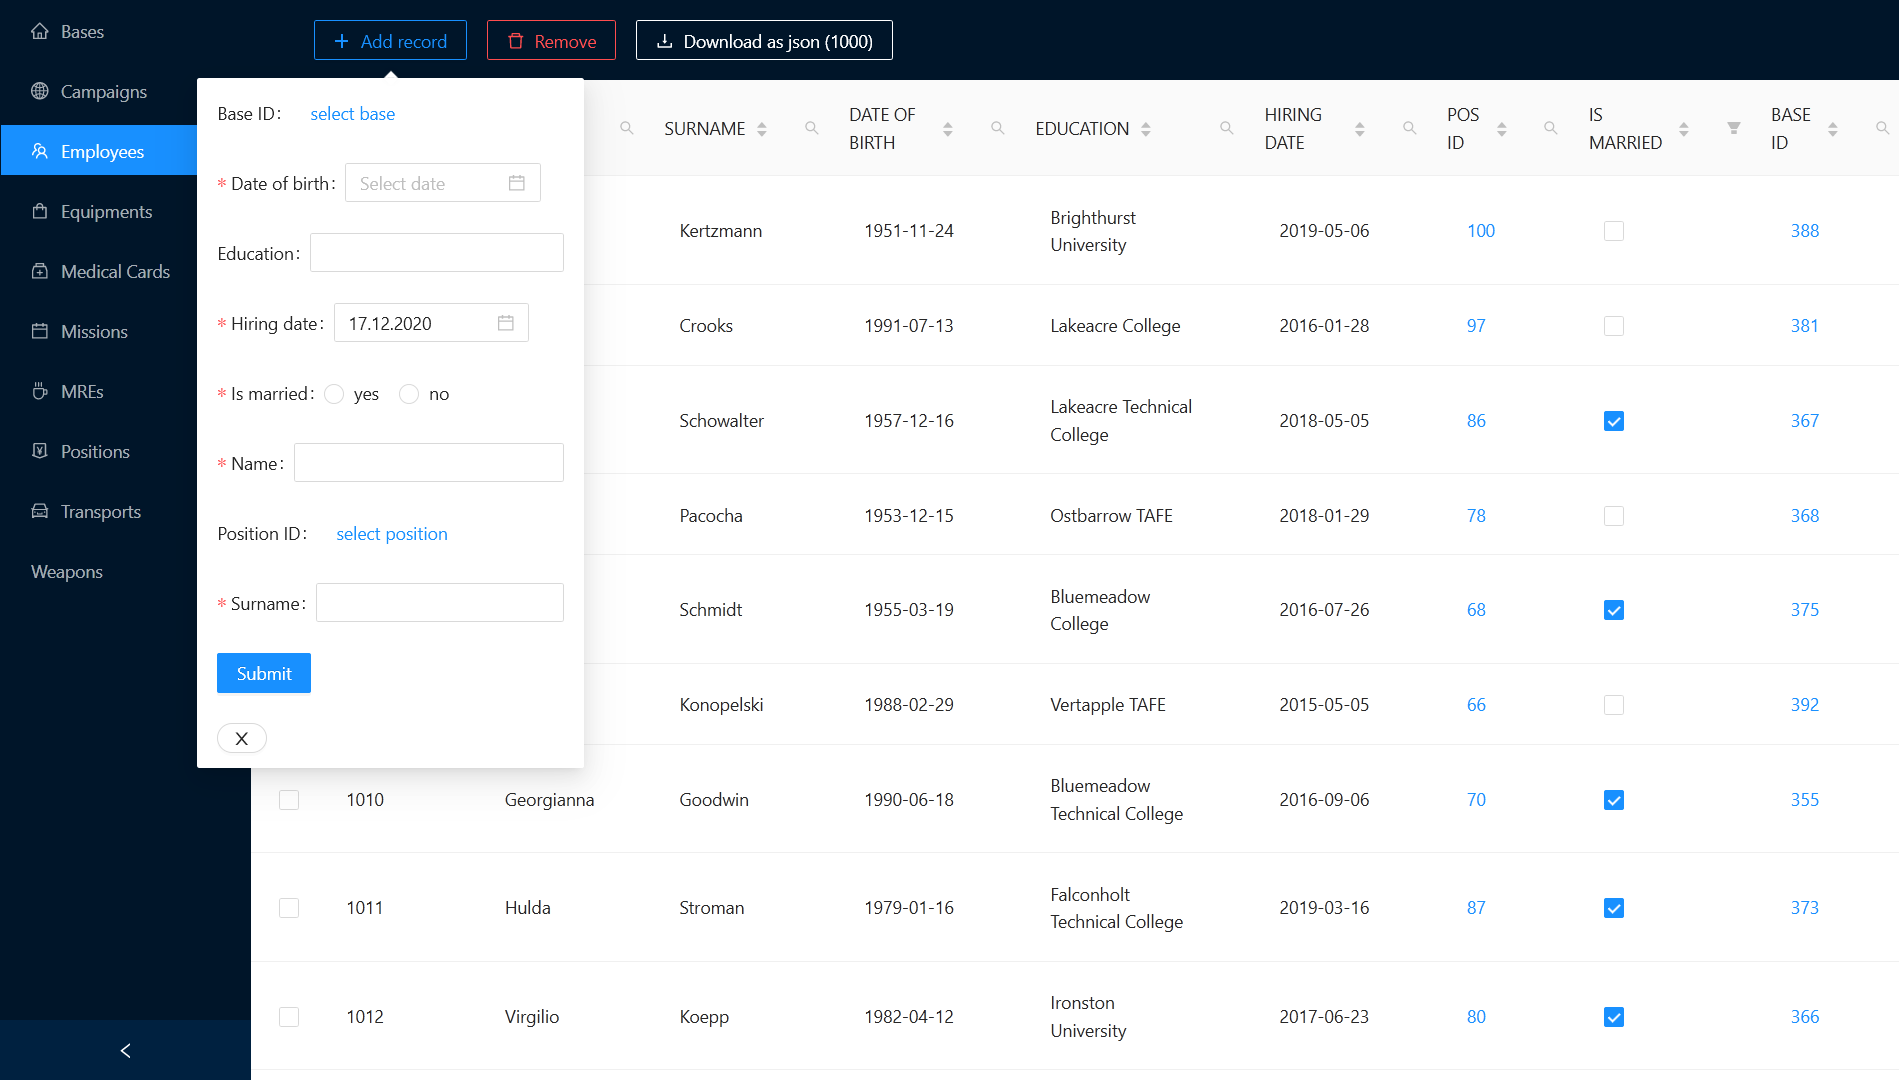 Bases
Campaigns
Employees
Equipments
Medical Cards
Missions
MREs
Positions
Transports
Weapons
<
+ Add record
Remove
Download as json (1000)
Base ID: select base
* Date of birth: Select date
Education:
* Hiring date: 17.12.2020
* Is married: yes no
* Name:
Position ID: select position
* Surname:
Submit
X
SURNAME
DATE OF
BIRTH
EDUCATION
HIRING
DATE
POS
ID
IS
MARRIED
BASE
ID
Kertzmann 1951-11-24 Brighthurst
University 2019-05-06 100 388
Crooks 1991-07-13 Lakeacre College 2016-01-28 97 381
Schowalter 1957-12-16 Lakeacre Technical
College 2018-05-05 86 367
Pacocha 1953-12-15 Ostbarrow TAFE 2018-01-29 78 368
Schmidt 1955-03-19 Bluemeadow
College 2016-07-26 68 375
Konopelski 1988-02-29 Vertapple TAFE 2015-05-05 66 392
1010 Georgianna Goodwin 1990-06-18 Bluemeadow
Technical College 2016-09-06 70 355
1011 Hulda Stroman 1979-01-16 Falconholt
Technical College 2019-03-16 87 373
1012 Virgilio Koepp 1982-04-12 Ironston
University 2017-06-23 80 366